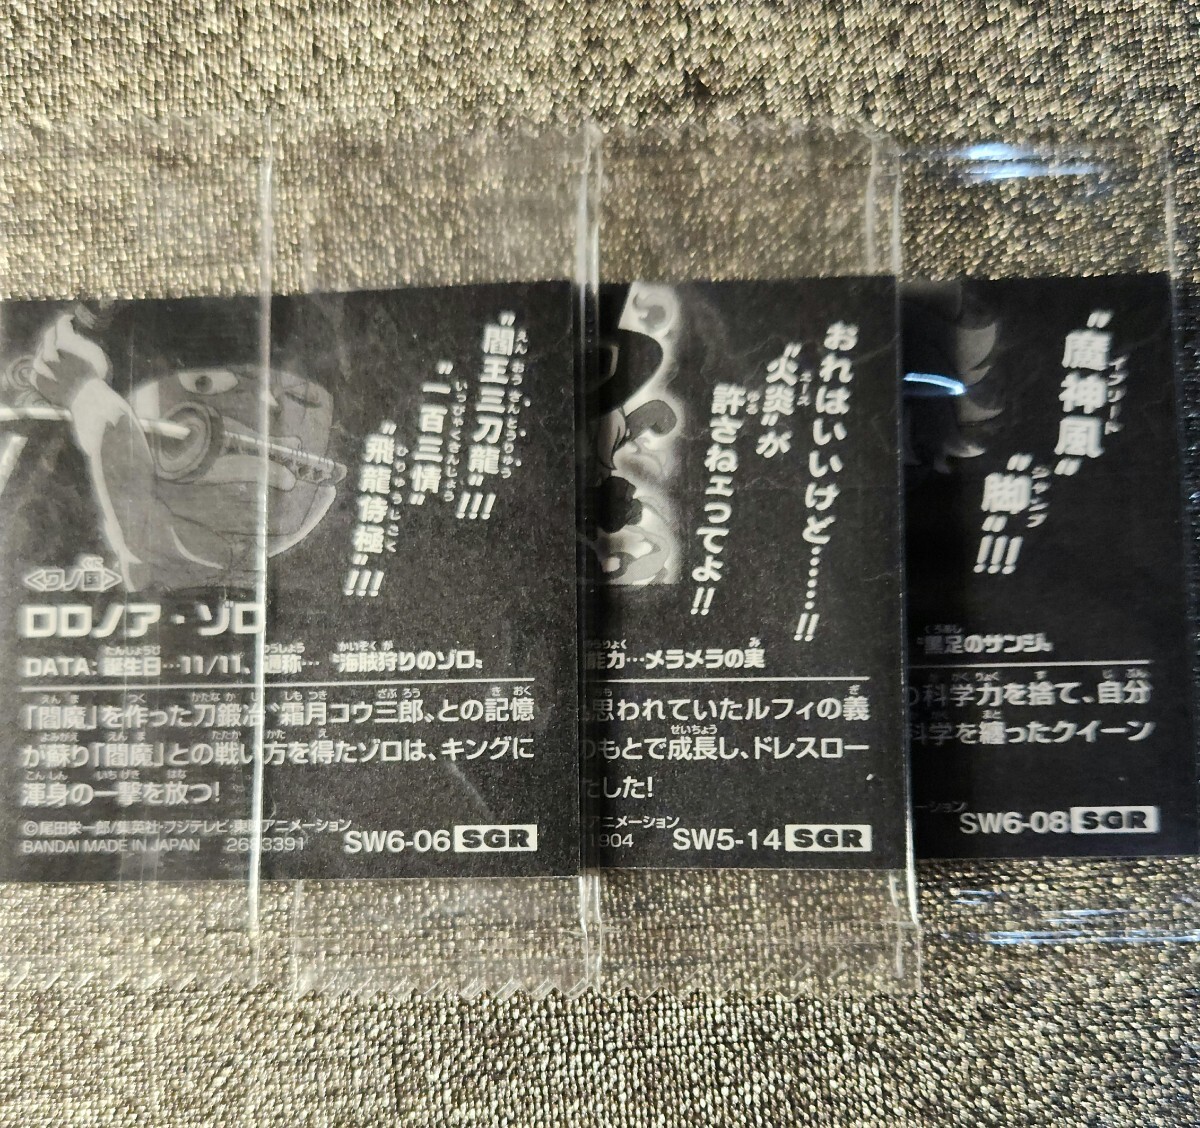 "閻王三刀龍"!!!
"一百三情"
"飛龍侍極"!!!
<ワノ国>
ロロノア・ゾロ
DATA: 誕生日…11/11、通称…"海賊狩りのゾロ"
「閻魔」を作った刀鍛冶"霜月コウ三郎"との記憶
が蘇り「閻魔」との戦い方を得たゾロは、キングに
渾身の一撃を放つ!
©尾田栄一郎/集英社・フジテレビ・東映アニメーション
BANDAI MADE IN JAPAN 2683391
SW6-06 SGR
おれはいいけど……!!
"火炎"が
許さねェってよ!!
能力…メラメラの実
思われていたルフィの義
のもとで成長し、ドレスロー
たした!
アニメーション
1904
SW5-14 SGR
"魔神風"
"脚"!!!
"黒足のサンジ"
の科学力を捨て、自分
科学を纏ったクイーン
ーション
SW6-08 SGR